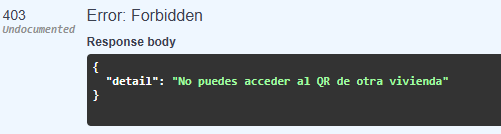 403
Undocumented
Error: Forbidden
Response body
{
  "detail": "No puedes acceder al QR de otra vivienda"
}